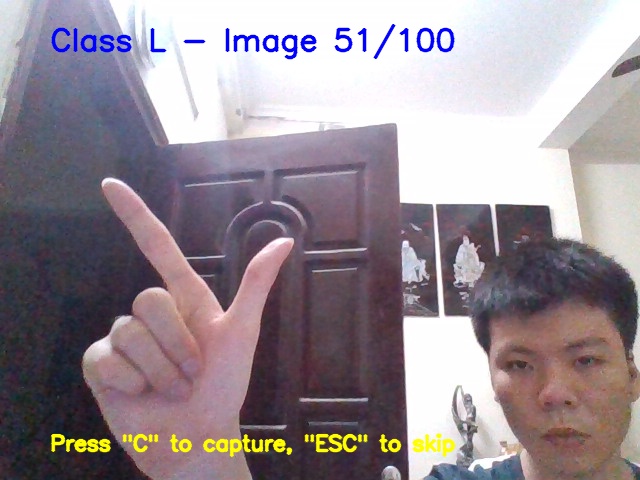 Class L - Image 51/100
Press "C" to capture, "ESC" to skip